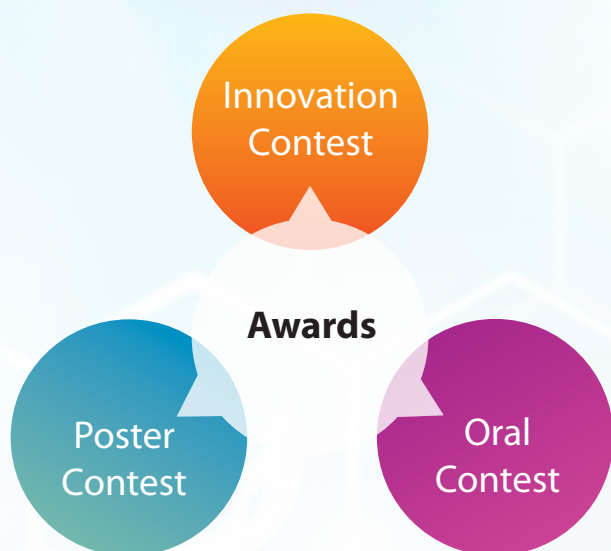 Innovation
Contest
Awards
Poster
Contest
Oral
Contest